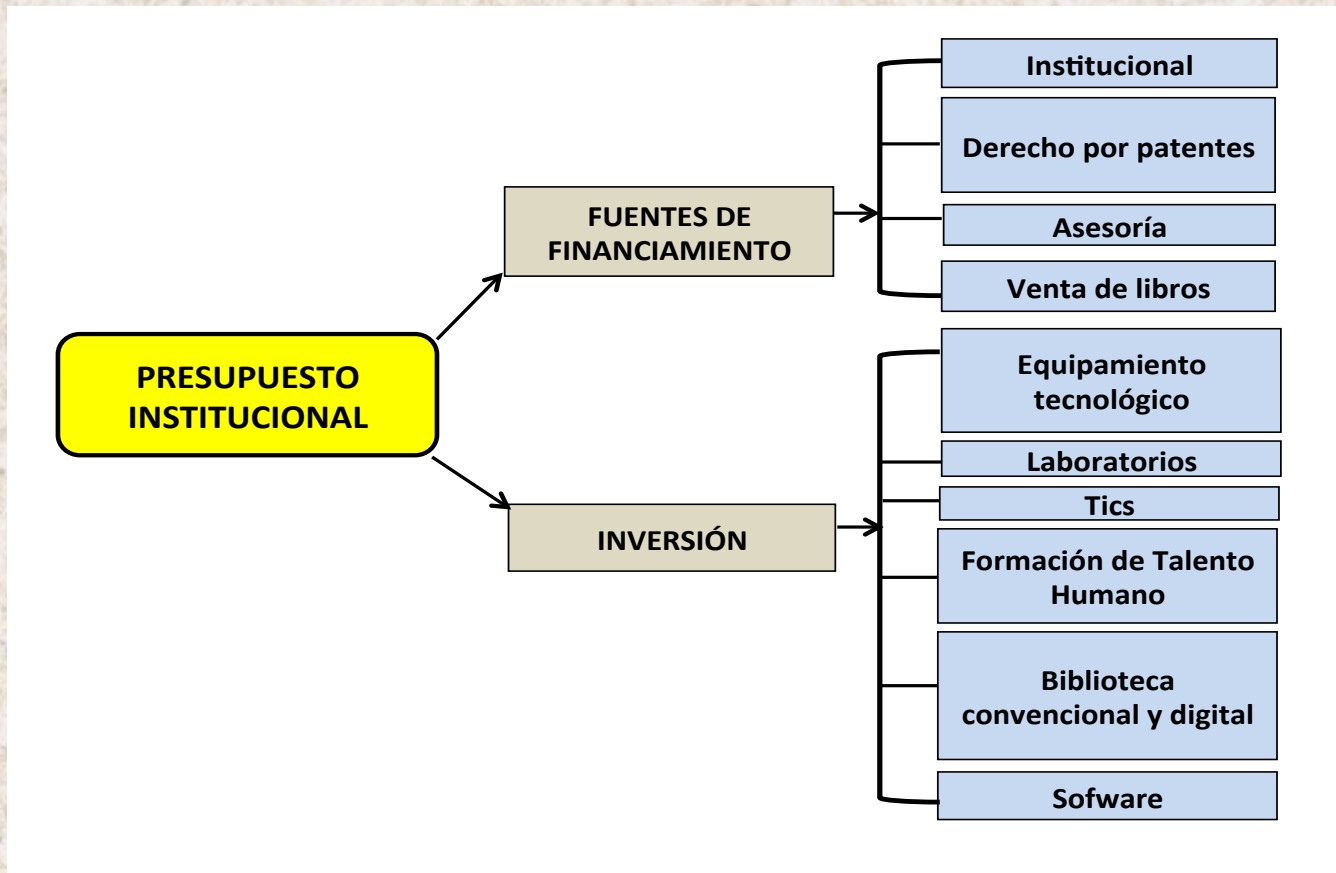 PRESUPUESTO
INSTITUCIONAL
FUENTES DE
FINANCIAMIENTO
Institucional
Derecho por patentes
Asesoría
Venta de libros
INVERSIÓN
Equipamiento
tecnológico
Laboratorios
Tics
Formación de Talento
Humano
Biblioteca
convencional y digital
Sofware